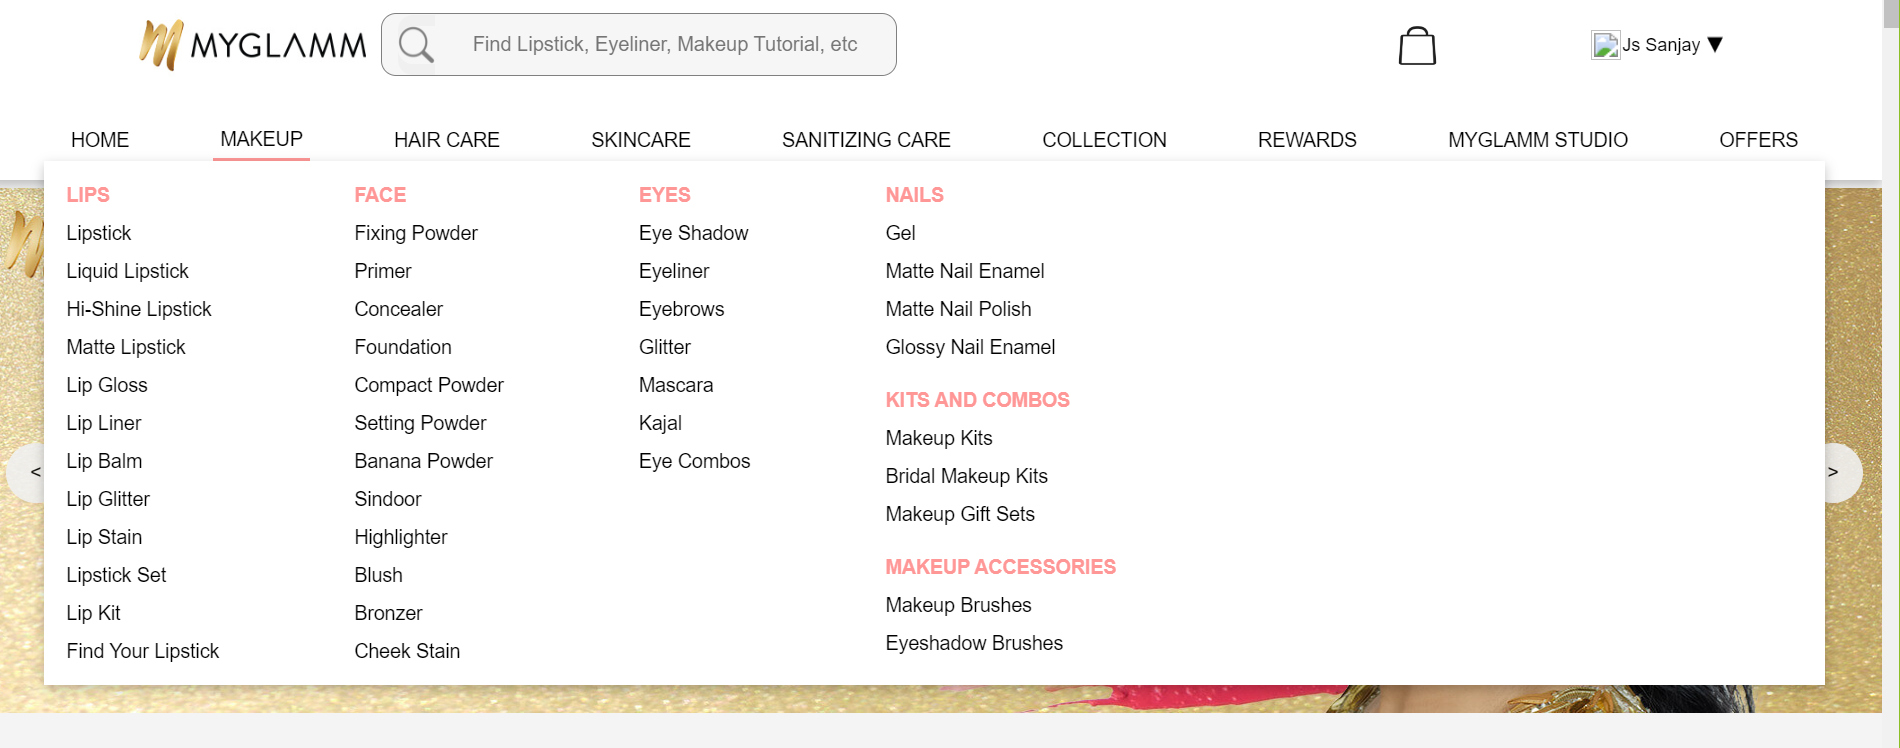 MYGLAMM
Find Lipstick, Eyeliner, Makeup Tutorial, etc
Js Sanjay ▼
HOME
MAKEUP
HAIR CARE
SKINCARE
SANITIZING CARE
COLLECTION
REWARDS
MYGLAMM STUDIO
OFFERS
LIPS
Lipstick
Liquid Lipstick
Hi-Shine Lipstick
Matte Lipstick
Lip Gloss
Lip Liner
Lip Balm
Lip Glitter
Lip Stain
Lipstick Set
Lip Kit
Find Your Lipstick
FACE
Fixing Powder
Primer
Concealer
Foundation
Compact Powder
Setting Powder
Banana Powder
Sindoor
Highlighter
Blush
Bronzer
Cheek Stain
EYES
Eye Shadow
Eyeliner
Eyebrows
Glitter
Mascara
Kajal
Eye Combos
NAILS
Gel
Matte Nail Enamel
Matte Nail Polish
Glossy Nail Enamel
KITS AND COMBOS
Makeup Kits
Bridal Makeup Kits
Makeup Gift Sets
MAKEUP ACCESSORIES
Makeup Brushes
Eyeshadow Brushes
<
>